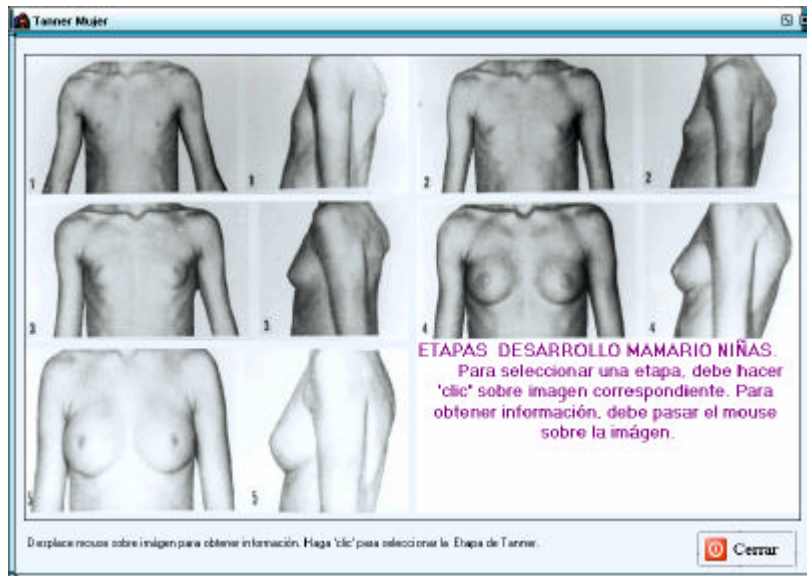 Tanner Mujer
1 1 2 2
3 3 4 4
ETAPAS DESARROLLO MAMARIO NIÑAS.
Para seleccionar una etapa, debe hacer
'clic" sobre imagen correspondiente. Para
obtener información, debe pasar el mouse
sobre la imágen.
5 5
Desplace mouse sobre imágen para obtener información. Haga 'clic' para seleccionar la Etapa de Tanner.
Cerrar